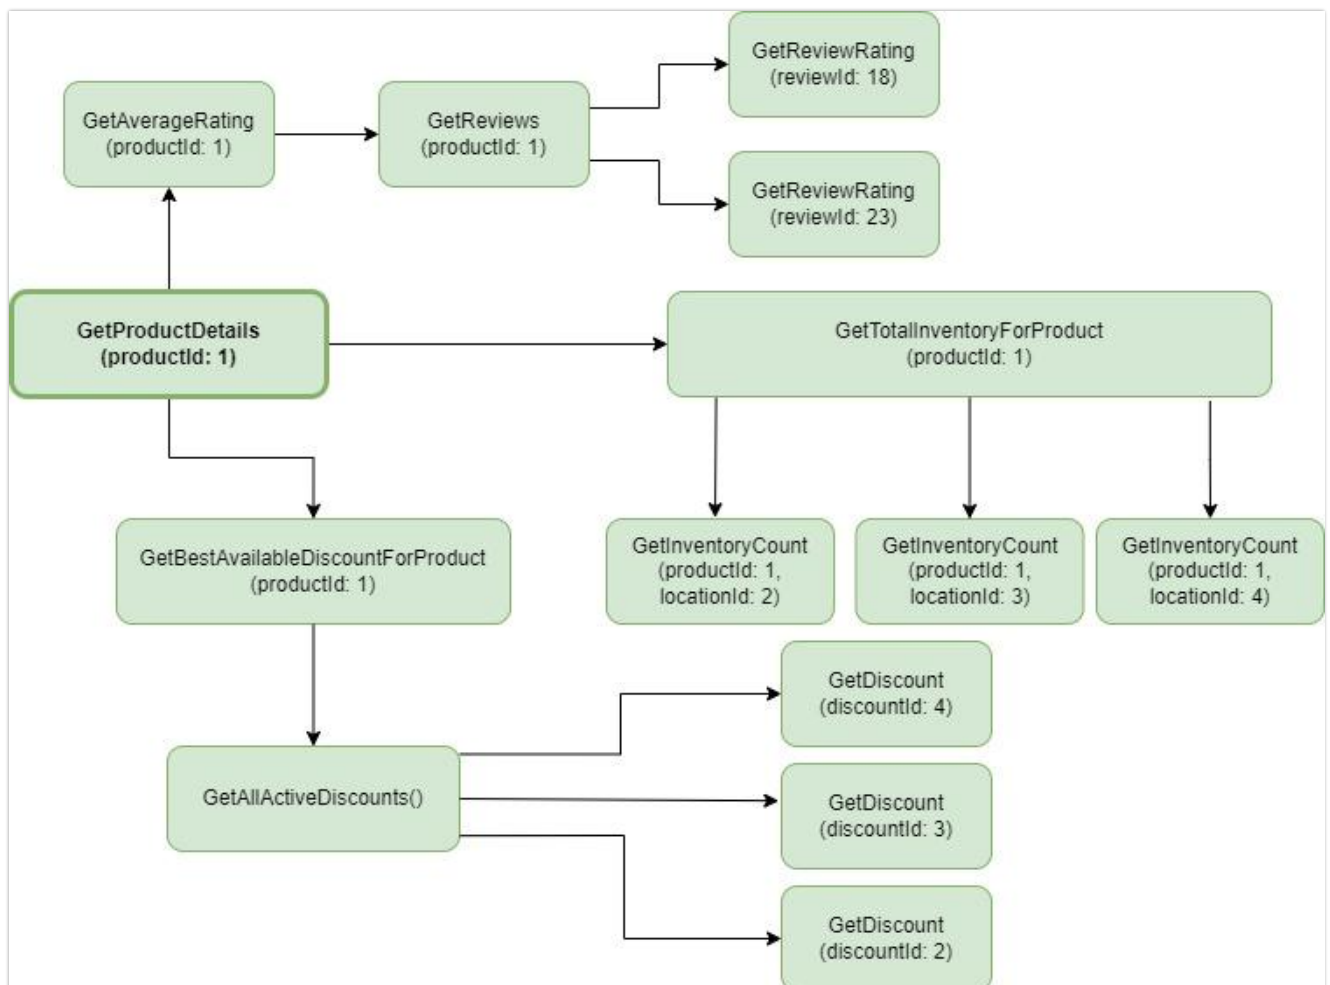 GetReviewRating
(reviewId: 18)
GetAverageRating
(productId: 1)
GetReviews
(productId: 1)
GetReviewRating
(reviewId: 23)
GetProductDetails
(productId: 1)
GetTotalInventoryForProduct
(productId: 1)
GetBestAvailableDiscountForProduct
(productId: 1)
GetInventoryCount
(productId: 1,
locationId: 2)
GetInventoryCount
(productId: 1,
locationId: 3)
GetInventoryCount
(productId: 1,
locationId: 4)
GetDiscount
(discountId: 4)
GetAllActiveDiscounts()
GetDiscount
(discountId: 3)
GetDiscount
(discountId: 2)